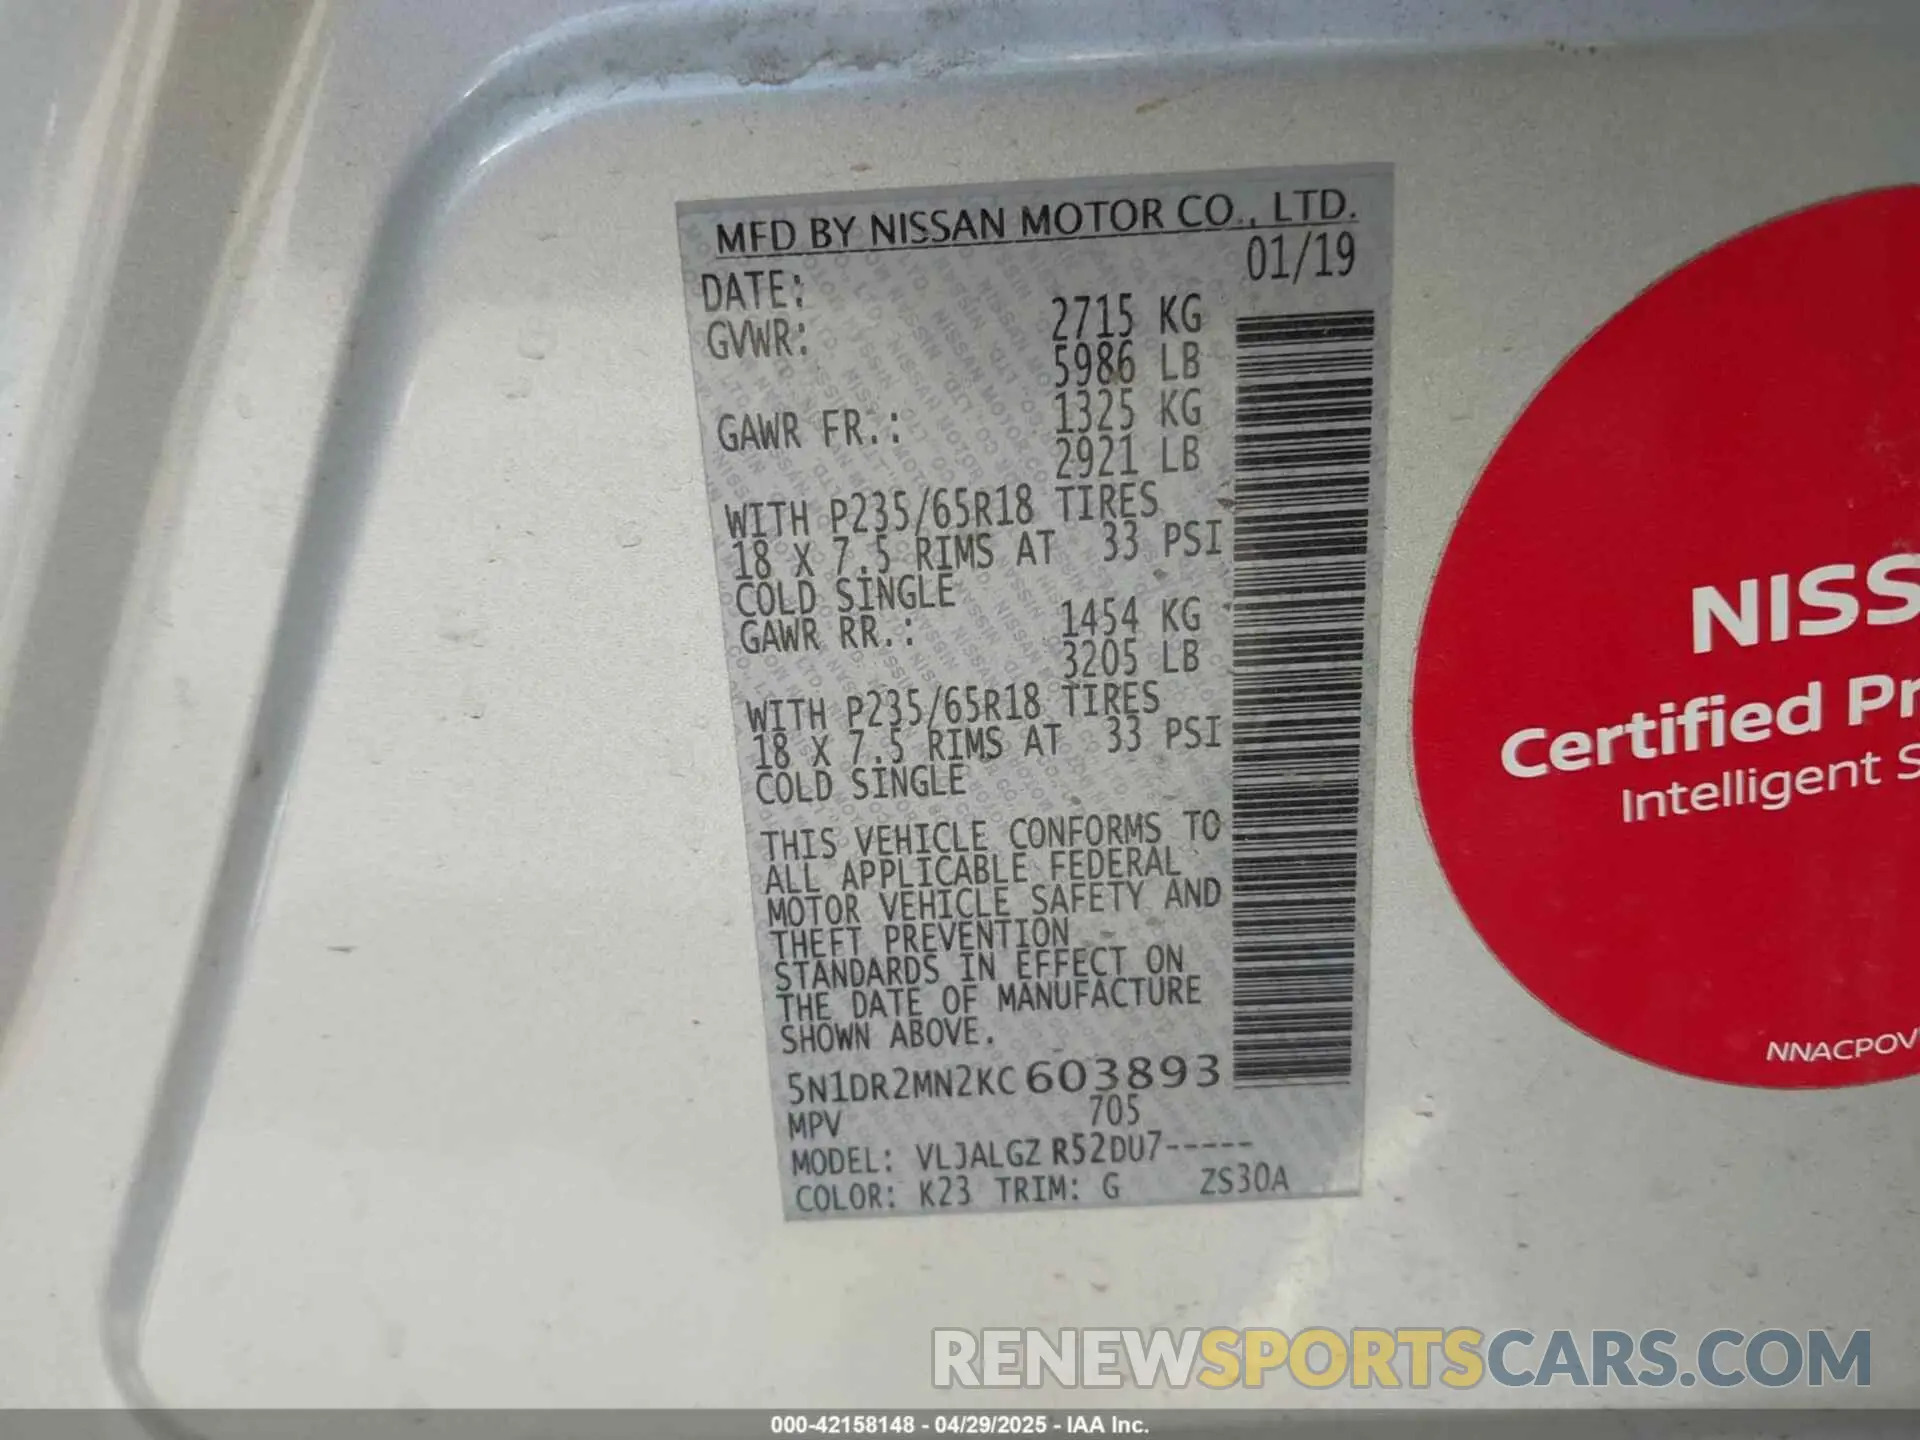 MFD BY NISSAN MOTOR CO., LTD.
DATE: 01/19
GVWR: 2715 KG
5986 LB
GAWR FR.: 1325 KG
2921 LB
WITH P235/65R18 TIRES
18 X 7.5 RIMS AT 33 PSI
COLD SINGLE
GAWR RR.: 1454 KG
3205 LB
WITH P235/65R18 TIRES
18 X 7.5 RIMS AT 33 PSI
COLD SINGLE
THIS VEHICLE CONFORMS TO
ALL APPLICABLE FEDERAL
MOTOR VEHICLE SAFETY AND
THEFT PREVENTION
STANDARDS IN EFFECT ON
THE DATE OF MANUFACTURE
SHOWN ABOVE.
5N1DR2MN2KC603893
MPV 705
MODEL: VLJALGZ R52DU7-----
COLOR: K23 TRIM: G ZS30A
NISS
Certified Pr
Intelligent S
NNACPOV
RENEWSPORTSCARS.COM
000-42158148 - 04/29/2025 - IAA Inc.